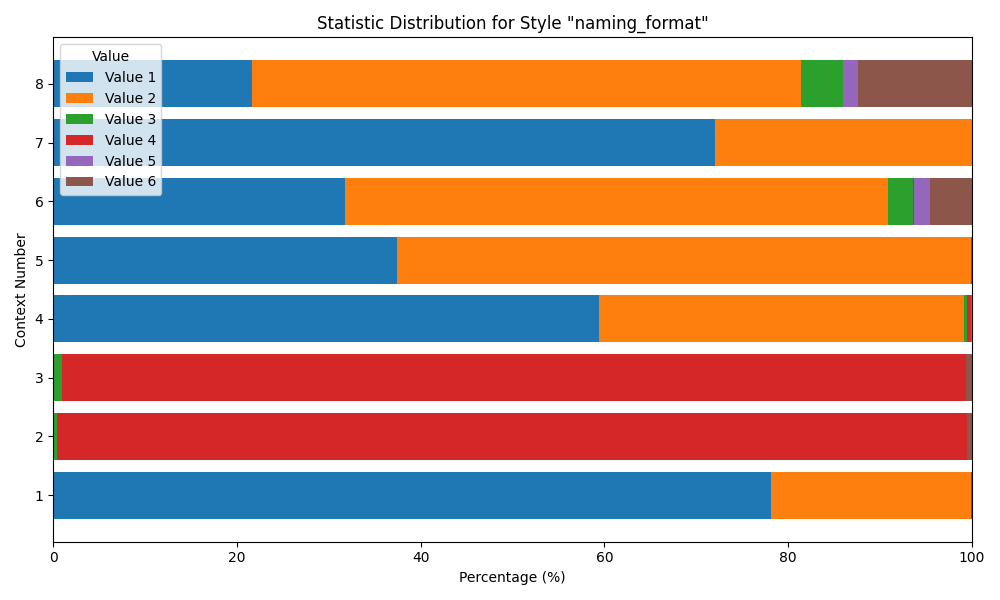 Statistic Distribution for Style "naming_format"
Value
Value 1
Value 2
Value 3
Value 4
Value 5
Value 6
Context Number
8
7
6
5
4
3
2
1
0 20 40 60 80 100
Percentage (%)